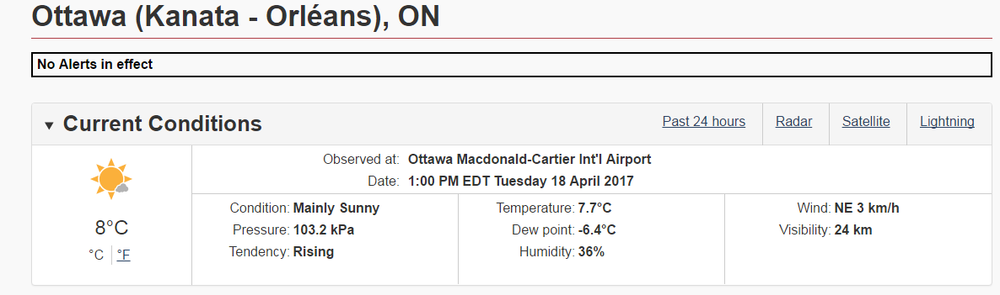 Ottawa (Kanata - Orléans), ON
No Alerts in effect
▼ Current Conditions
Past 24 hours
Radar
Satellite
Lightning
8°C
°C
°F
Observed at: Ottawa Macdonald-Cartier Int'l Airport
Date: 1:00 PM EDT Tuesday 18 April 2017
Condition: Mainly Sunny
Pressure: 103.2 kPa
Tendency: Rising
Temperature: 7.7°C
Dew point: -6.4°C
Humidity: 36%
Wind: NE 3 km/h
Visibility: 24 km